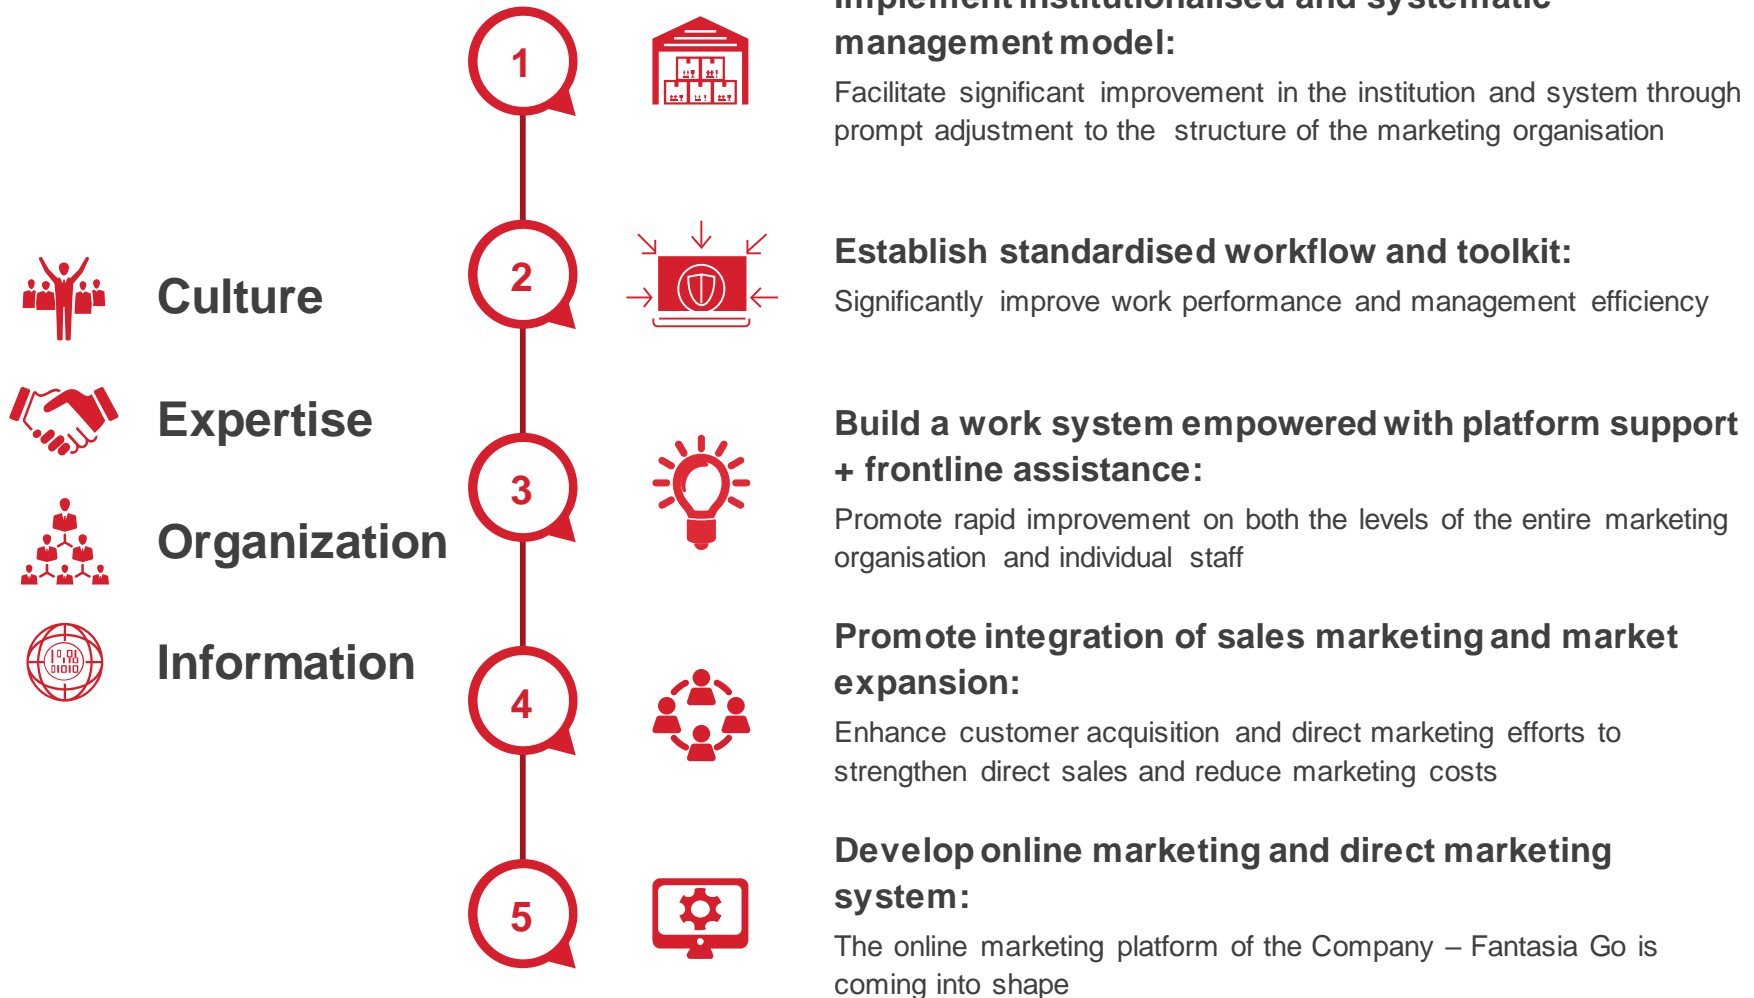 Culture
Expertise
Organization
Information
1
Implement institutionalised and systematic
management model:
Facilitate significant improvement in the institution and system through
prompt adjustment to the structure of the marketing organisation
2
Establish standardised workflow and toolkit:
Significantly improve work performance and management efficiency
3
Build a work system empowered with platform support
+ frontline assistance:
Promote rapid improvement on both the levels of the entire marketing
organisation and individual staff
4
Promote integration of sales marketing and market
expansion:
Enhance customer acquisition and direct marketing efforts to
strengthen direct sales and reduce marketing costs
5
Develop online marketing and direct marketing
system:
The online marketing platform of the Company – Fantasia Go is
coming into shape